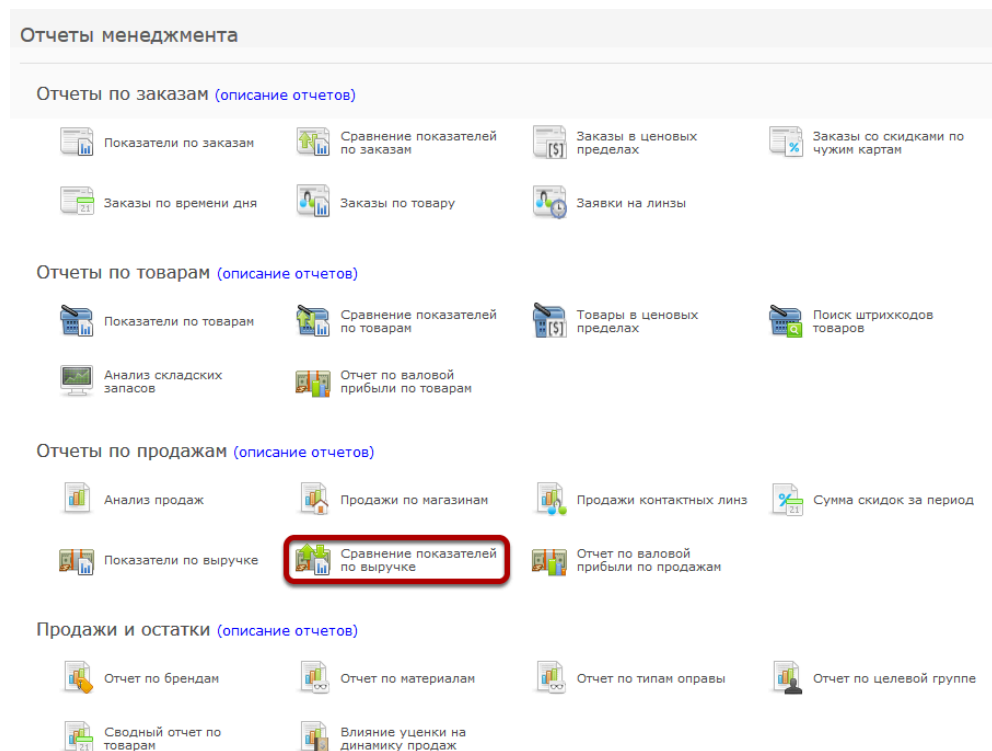 Отчеты менеджмента
Отчеты по заказам (описание отчетов)
Показатели по заказам
Сравнение показателей
по заказам
Заказы в ценовых
пределах
Заказы со скидками по
чужим картам
Заказы по времени дня
Заказы по товару
Заявки на линзы
Отчеты по товарам (описание отчетов)
Показатели по товарам
Сравнение показателей
по товарам
Товары в ценовых
пределах
Поиск штрихкодов
товаров
Анализ складских
запасов
Отчет по валовой
прибыли по товарам
Отчеты по продажам (описание отчетов)
Анализ продаж
Продажи по магазинам
Продажи контактных линз
Сумма скидок за период
Показатели по выручке
Сравнение показателей
по выручке
Отчет по валовой
прибыли по продажам
Продажи и остатки (описание отчетов)
Отчет по брендам
Отчет по материалам
Отчет по типам оправы
Отчет по целевой группе
Сводный отчет по
товарам
Влияние уценки на
динамику продаж